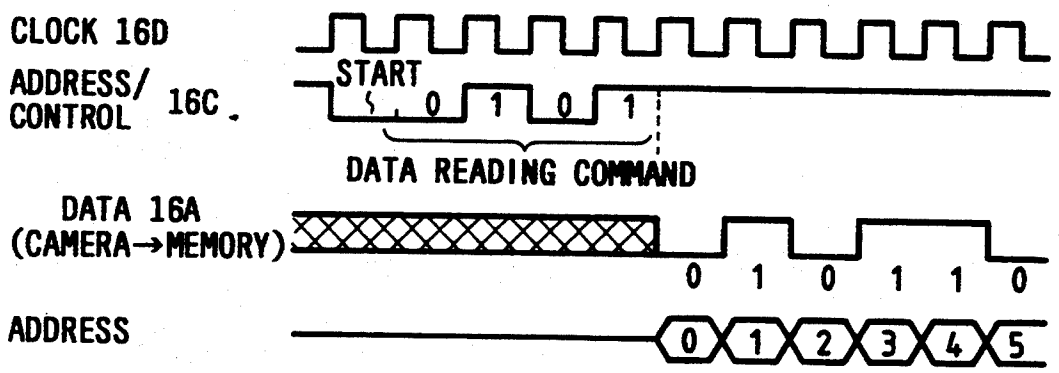 CLOCK 16D
START
ADDRESS/
CONTROL 16C
0 1 0 1
DATA READING COMMAND
DATA 16A
(CAMERA→MEMORY)
0 1 0 1 1 0
ADDRESS
0 1 2 3 4 5